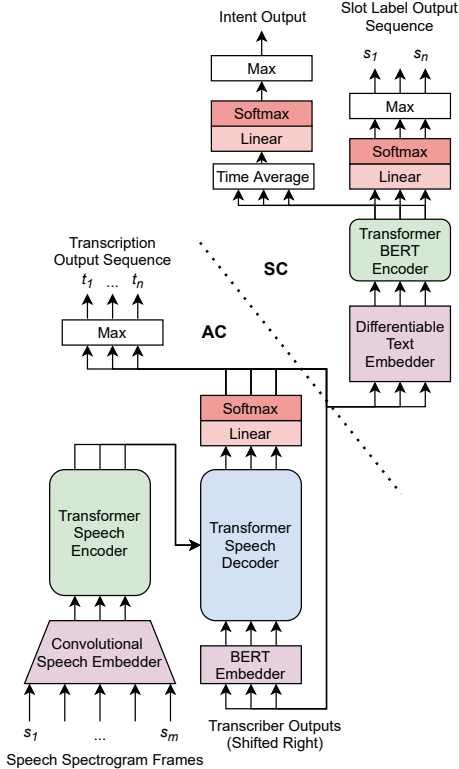 Intent Output
Slot Label Output
Sequence
s1 sn
Max
Max
Softmax
Linear
Softmax
Linear
Time Average
Transformer
BERT
Encoder
Transcription
Output Sequence
t1 ... tn
SC
Max
AC
Differentiable
Text
Embedder
Softmax
Linear
Transformer
Speech
Encoder
Transformer
Speech
Decoder
Convolutional
Speech Embedder
BERT
Embedder
s1 ... sm
Speech Spectrogram Frames
Transcriber Outputs
(Shifted Right)